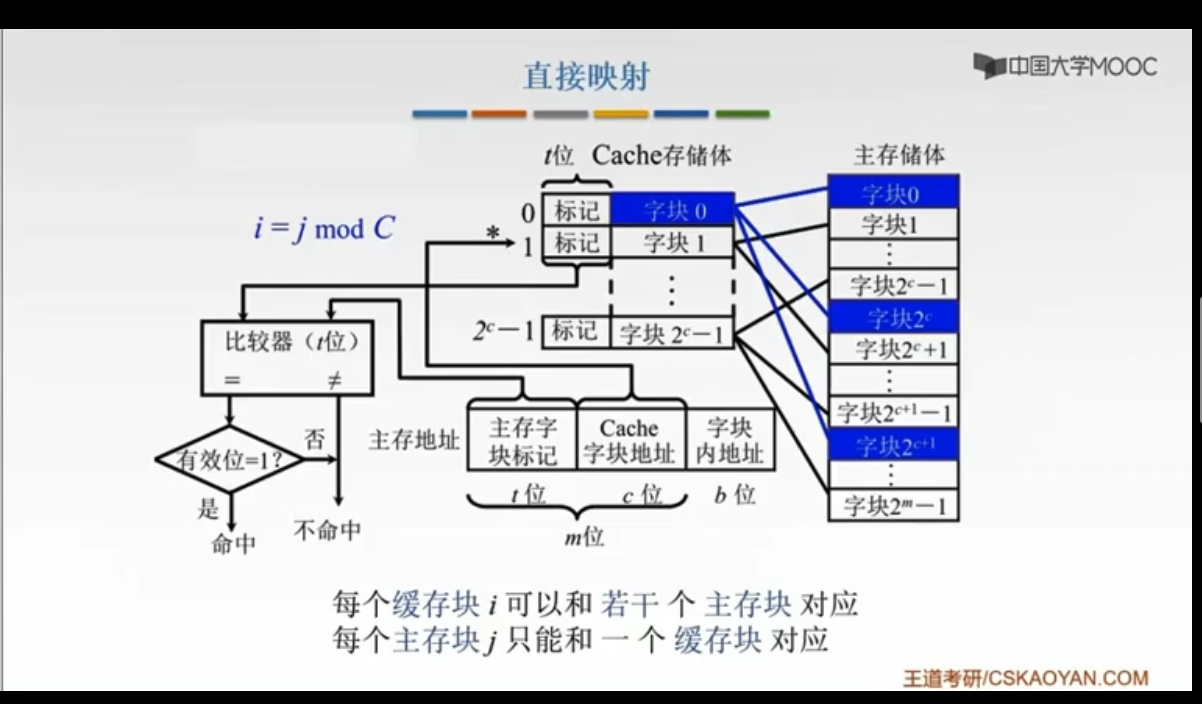 直接映射
中国大学MOOC
t位 Cache存储体 主存储体
i = j mod C
0 标记 字块 0
* 1 标记 字块 1
⋮
2ᶜ－1 标记 字块 2ᶜ－1
字块0
字块1
⋮
字块2ᶜ－1
字块2ᶜ
字块2ᶜ+1
⋮
字块2ᶜ⁺¹－1
字块2ᶜ⁺¹
⋮
字块2ᵐ－1
比较器（t位）
= ≠
有效位=1?
否
是
命中
不命中
主存地址
主存字
块标记
Cache
字块地址
字块
内地址
t 位 c 位 b 位
m位
每个缓存块 i 可以和 若干 个 主存块 对应
每个主存块 j 只能和 一 个 缓存块 对应
王道考研/CSKAOYAN.COM